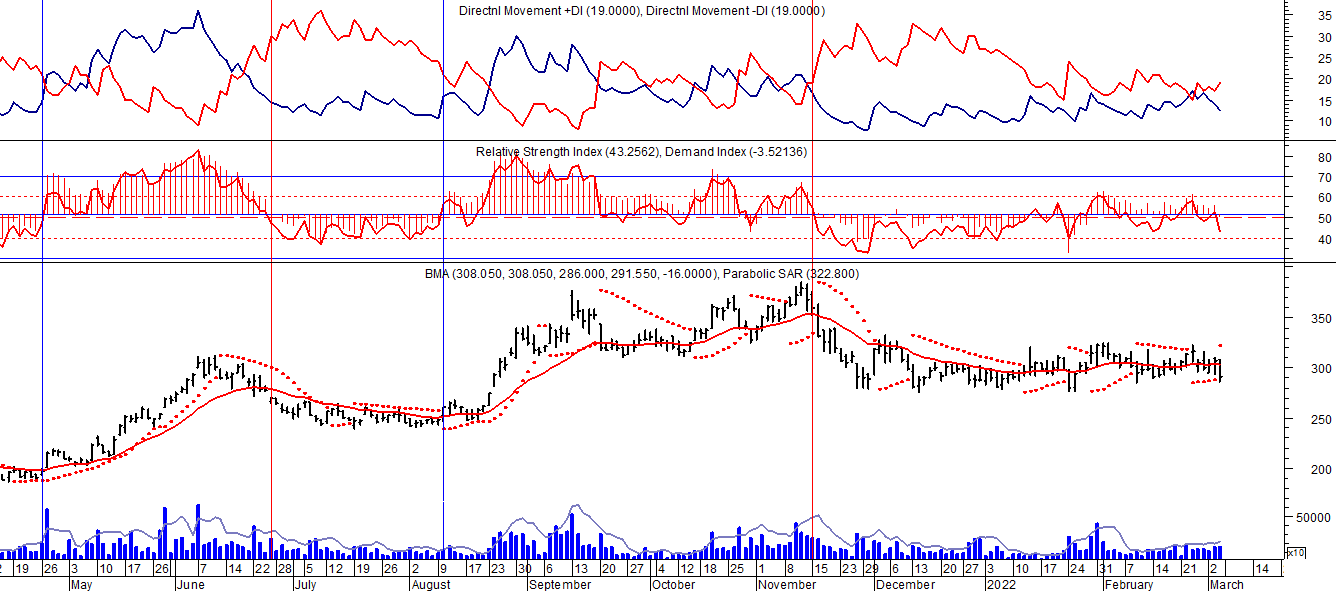 Directnl Movement +DI (19.0000), Directnl Movement -DI (19.0000)
35
30
25
20
15
10
Relative Strength Index (43.2562), Demand Index (-3.52136)
80
70
60
50
40
BMA (308.050, 308.050, 286.000, 291.550, -16.0000), Parabolic SAR (322.800)
350
300
250
200
50000
x10
2 19 26 3 10 17 26 7 14 22 28 5 12 19 26 2 9 17 23 30 6 13 20 27 4 12 18 25 1 8 15 23 29 6 13 20 27 3 10 17 24 31 7 14 21 2 14
May June July August September October November December 2022 February March